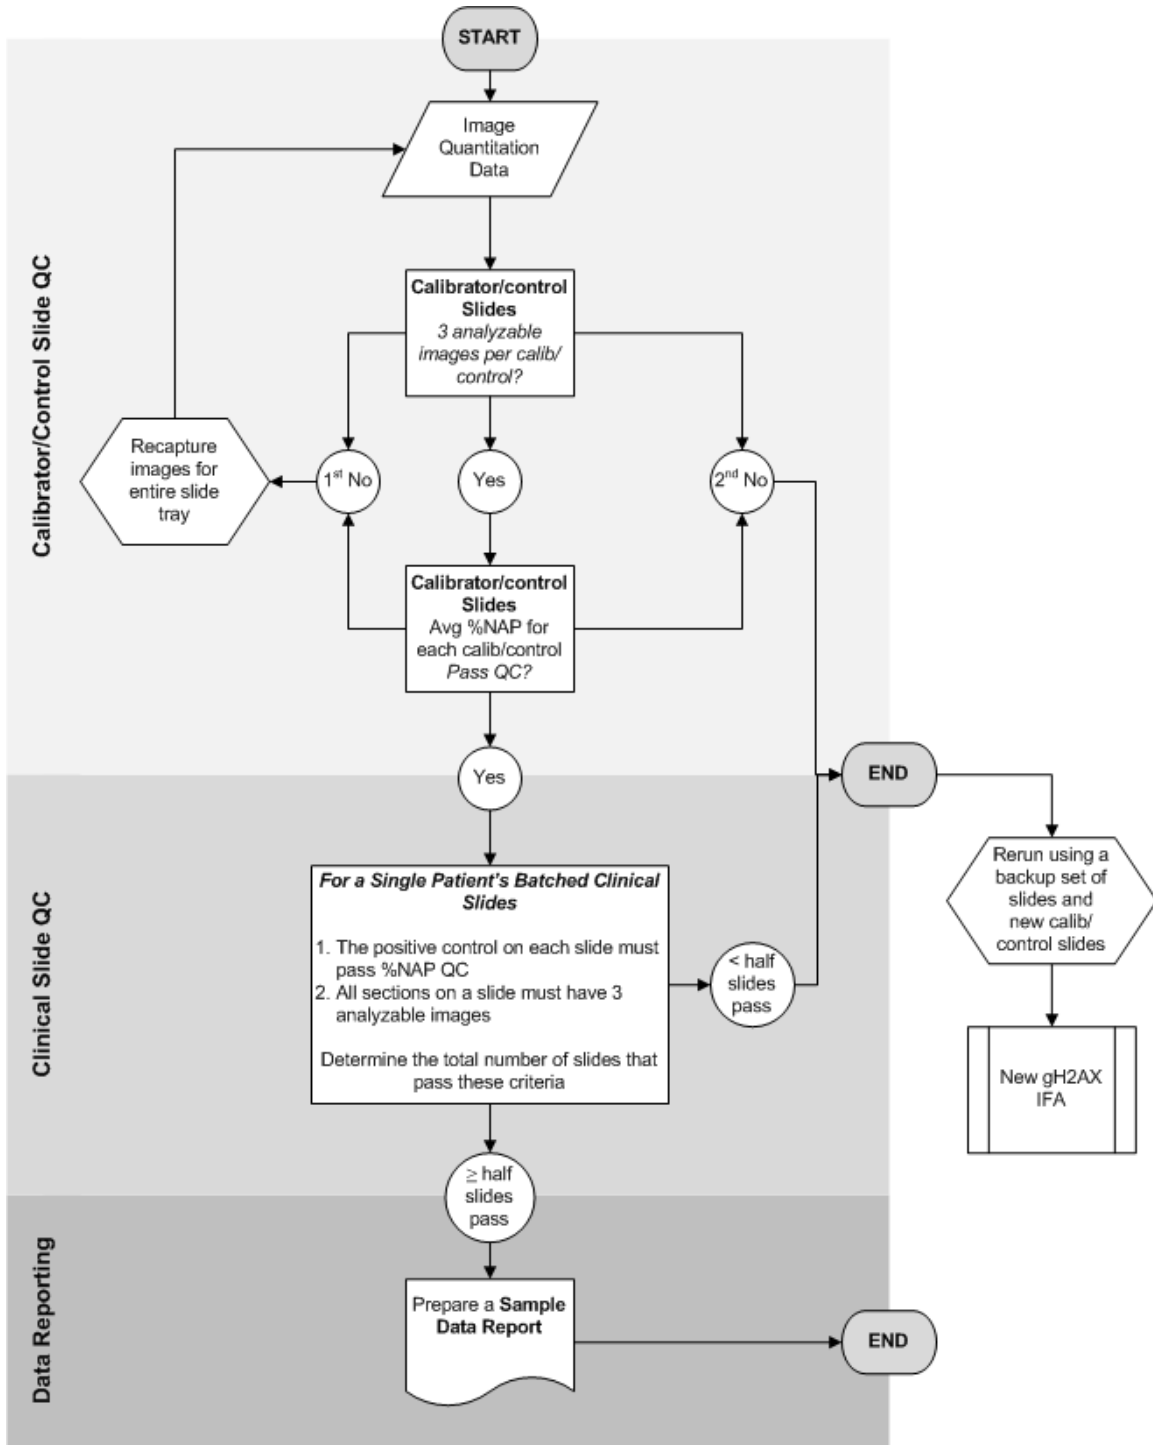 START
Image
Quantitation
Data
Calibrator/Control Slide QC
Calibrator/control
Slides
3 analyzable
images per calib/
control?
Recapture
images for
entire slide
tray
1st No
Yes
2nd No
Calibrator/control
Slides
Avg %NAP for
each calib/control
Pass QC?
Yes
END
Clinical Slide QC
For a Single Patient's Batched Clinical
Slides
1. The positive control on each slide must
pass %NAP QC
2. All sections on a slide must have 3
analyzable images
Determine the total number of slides that
pass these criteria
< half
slides
pass
Rerun using a
backup set of
slides and
new calib/
control slides
New gH2AX
IFA
≥ half
slides
pass
Data Reporting
Prepare a Sample
Data Report
END